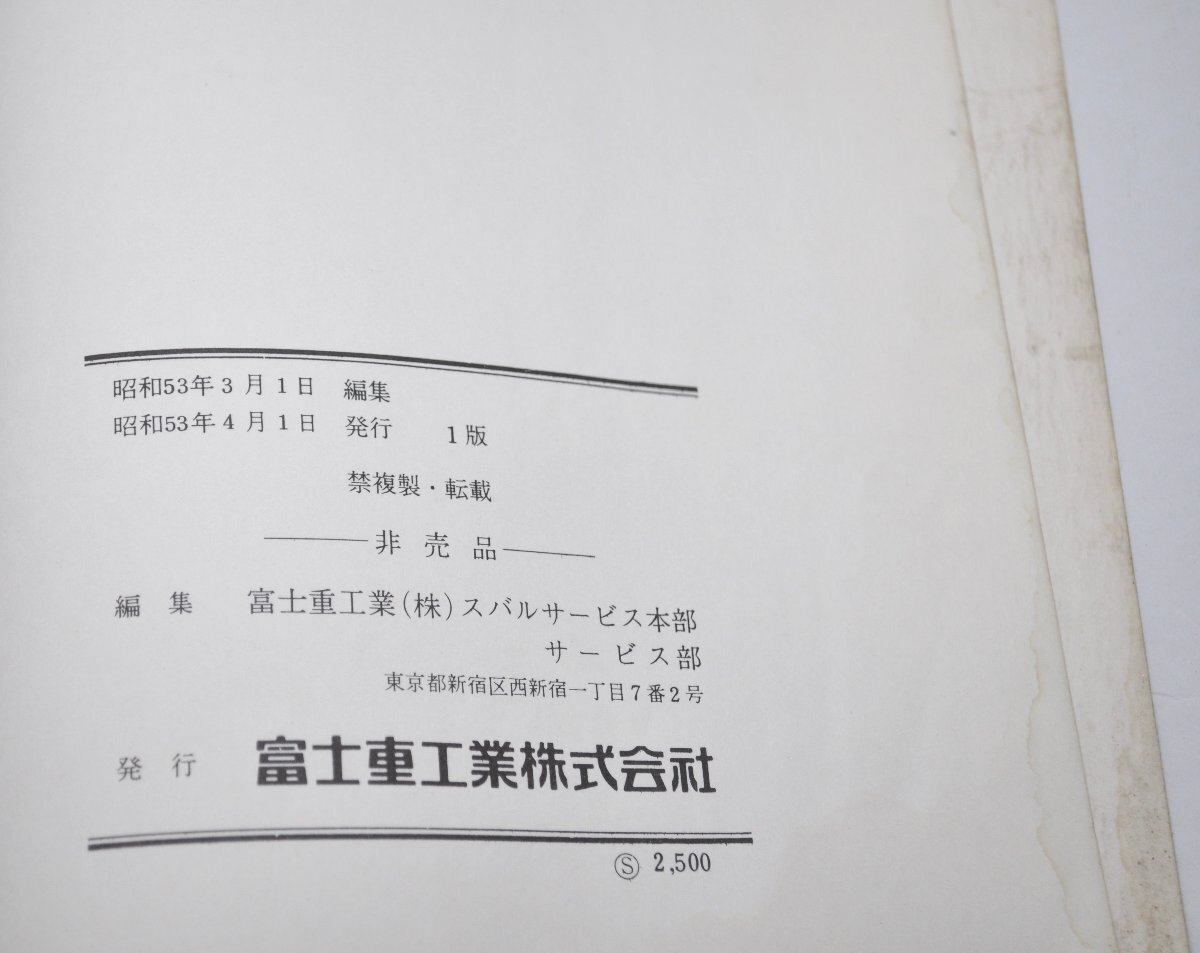 昭和53年3月1日 編集
昭和53年4月1日 発行 1版
禁複製・転載
非売品
編集 富士重工業(株)スバルサービス本部
サービス部
東京都新宿区西新宿一丁目7番2号
発行 富士重工業株式会社
Ⓢ 2,500